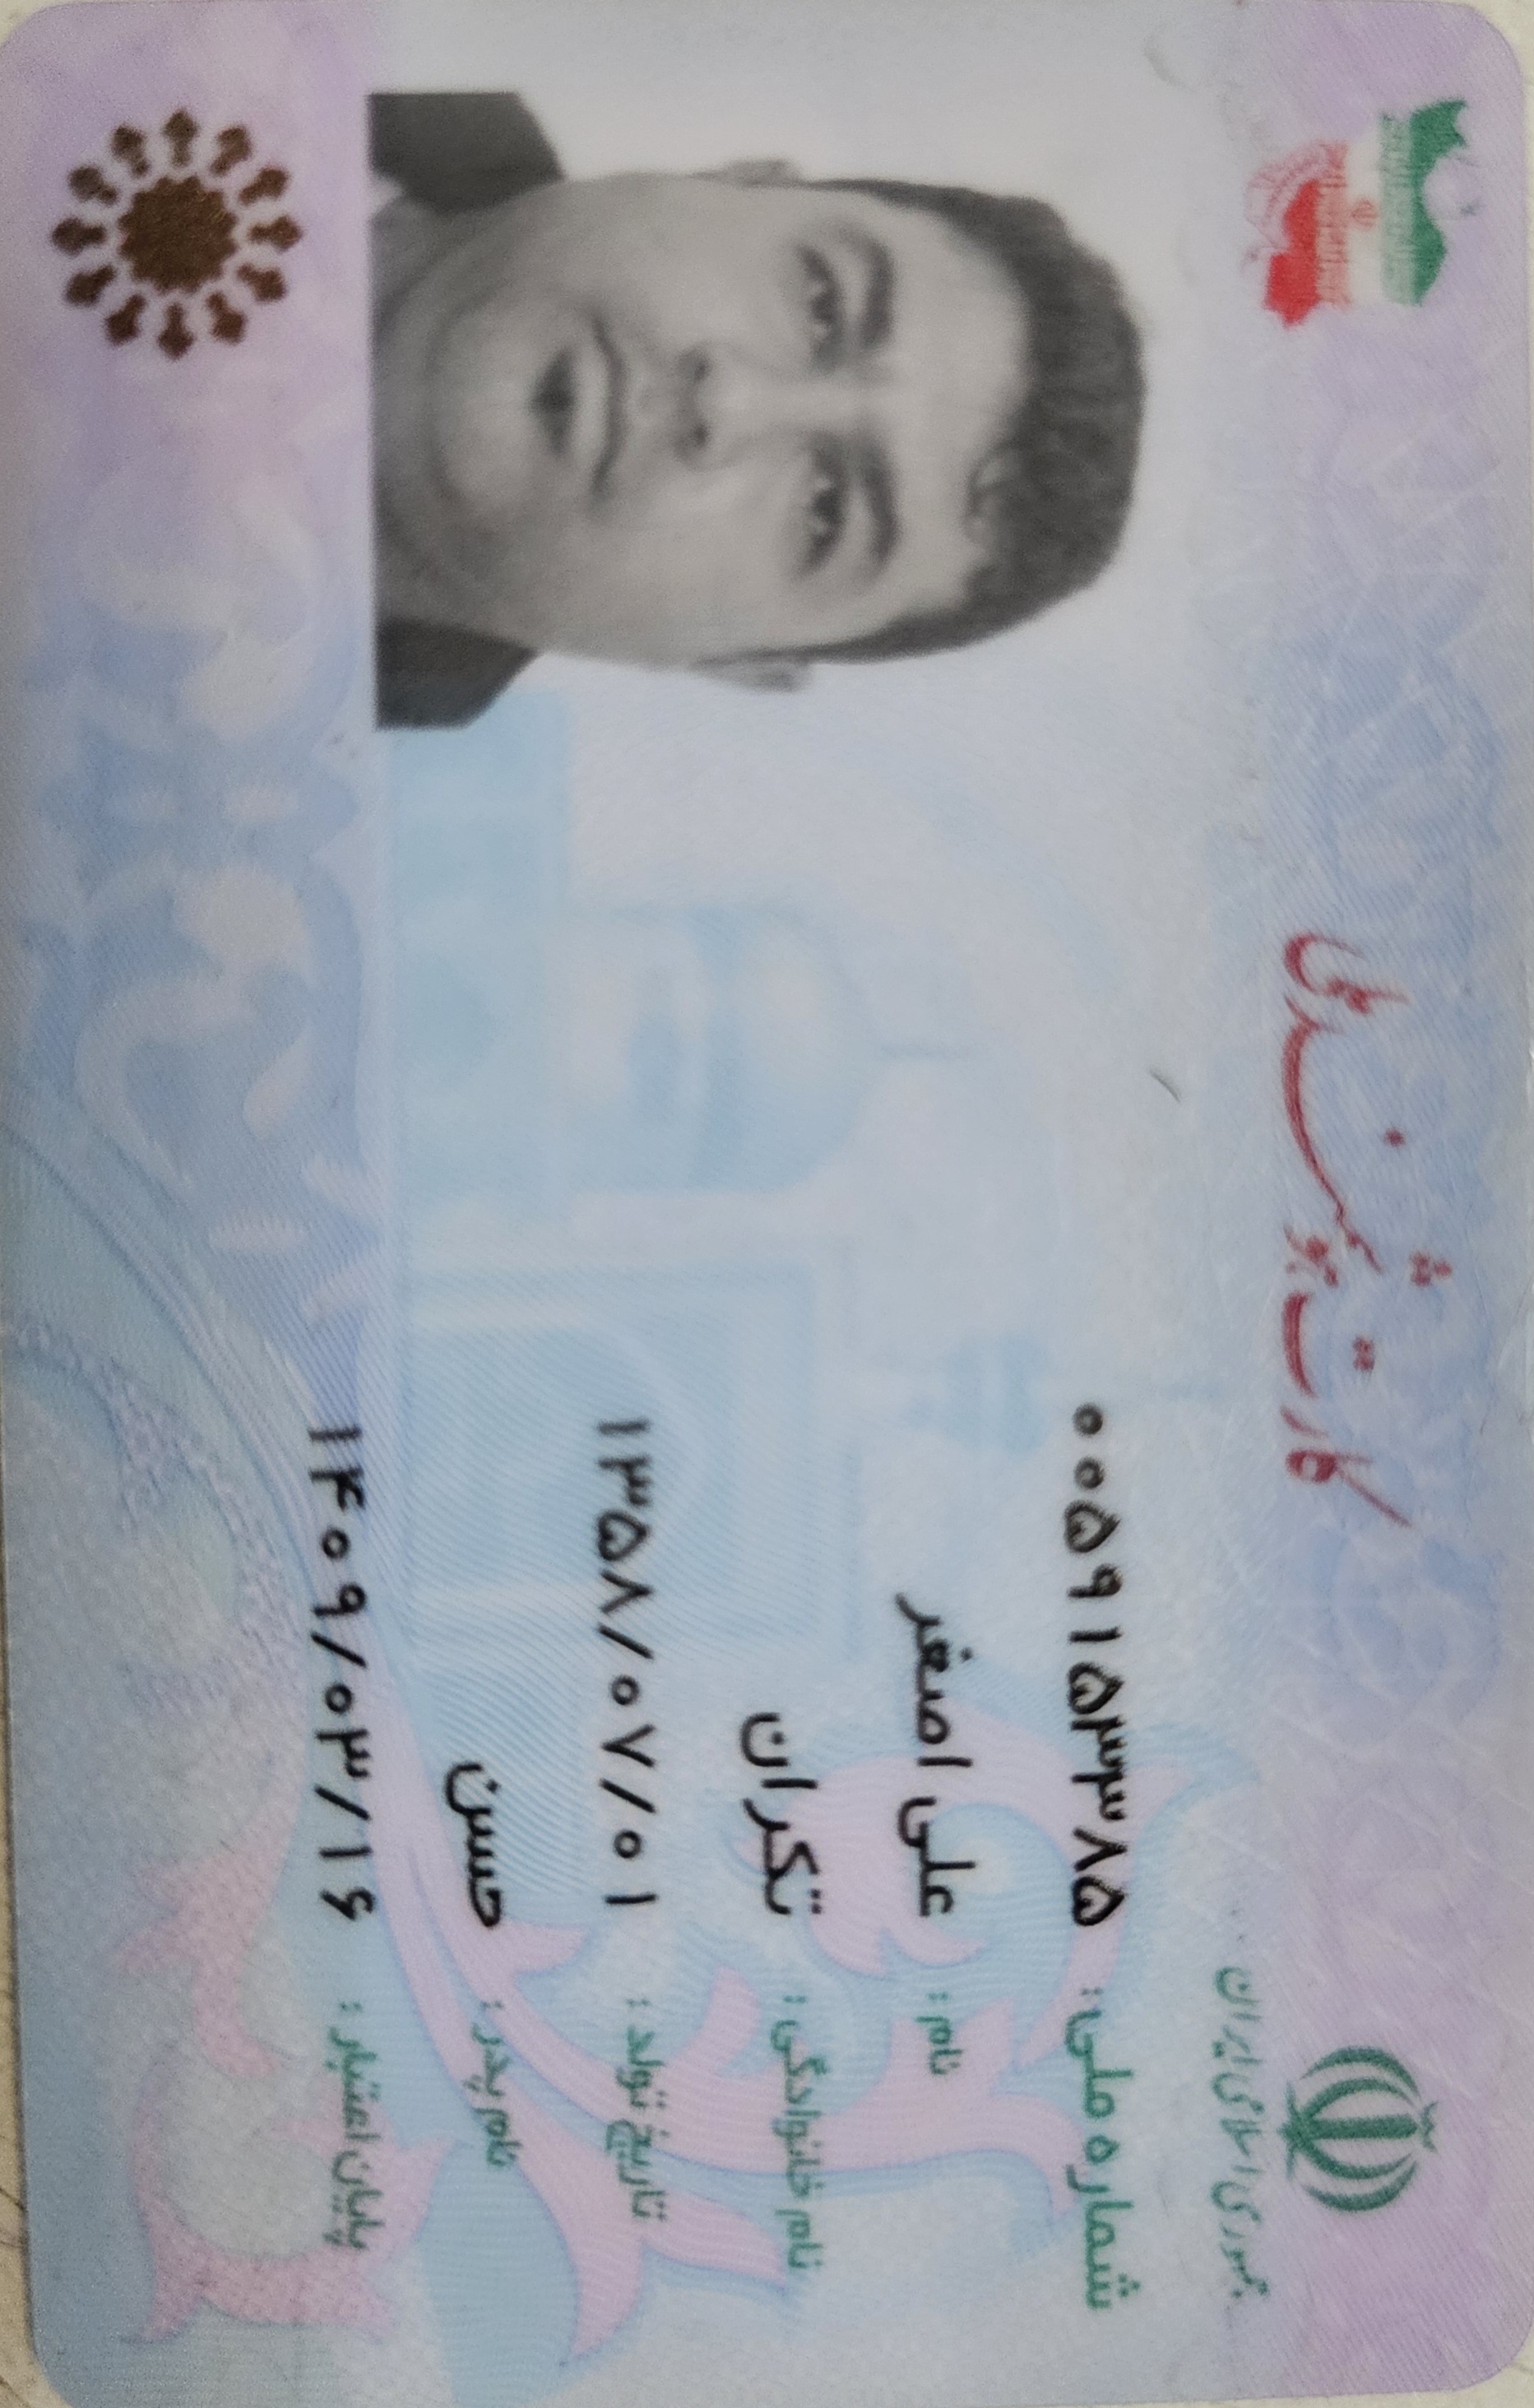 کارت هوشمند ملی
جمهوری اسلامی ایران
شماره ملی: ۰۰۵۹۱۵۳۳۸۵
نام: علی اصغر
نام خانوادگی: تکران
تاریخ تولد: ۱۳۵۸/۰۷/۰۱
نام پدر: حسن
پایان اعتبار: ۱۴۰۹/۰۳/۱۶